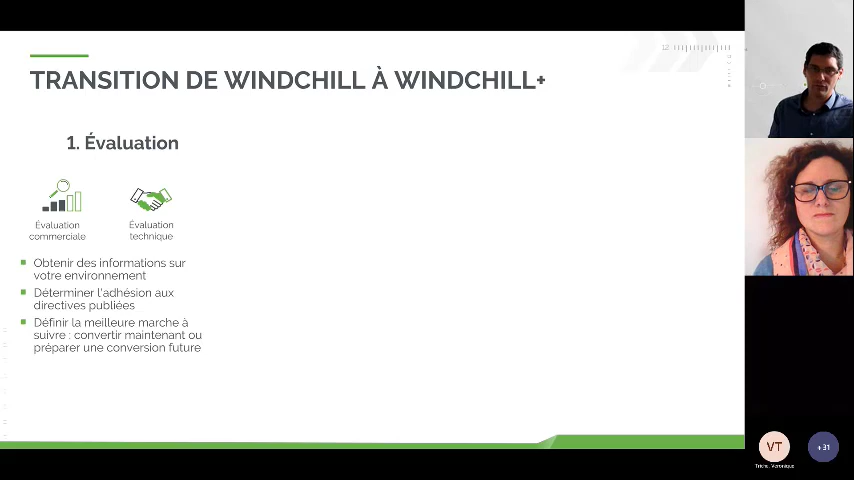 TRANSITION DE WINDCHILL À WINDCHILL+
1. Évaluation
Évaluation
commerciale
Évaluation
technique
Obtenir des informations sur
votre environnement
Déterminer l'adhésion aux
directives publiées
Définir la meilleure marche à
suivre : convertir maintenant ou
préparer une conversion future
VT
+31